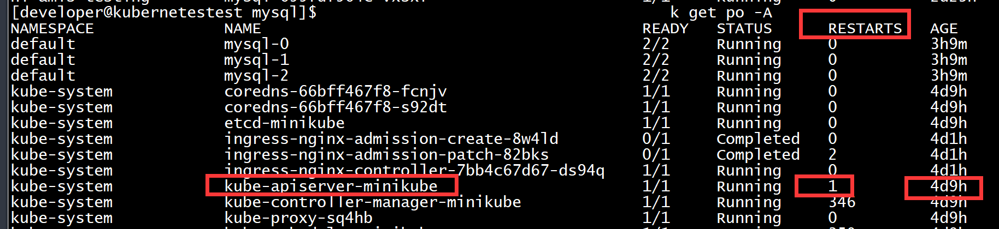 [developer@kubernetestest mysql]$ k get po -A
NAMESPACE NAME READY STATUS RESTARTS AGE
default mysql-0 2/2 Running 0 3h9m
default mysql-1 2/2 Running 0 3h9m
default mysql-2 2/2 Running 0 3h9m
kube-system coredns-66bff467f8-fcnjv 1/1 Running 0 4d9h
kube-system coredns-66bff467f8-s92dt 1/1 Running 0 4d9h
kube-system etcd-minikube 1/1 Running 0 4d9h
kube-system ingress-nginx-admission-create-8w4ld 0/1 Completed 0 4d1h
kube-system ingress-nginx-admission-patch-82bks 0/1 Completed 2 4d1h
kube-system ingress-nginx-controller-7bb4c67d67-ds94q 1/1 Running 0 4d1h
kube-system kube-apiserver-minikube 1/1 Running 1 4d9h
kube-system kube-controller-manager-minikube 1/1 Running 346 4d9h
kube-system kube-proxy-sq4hb 1/1 Running 0 4d9h